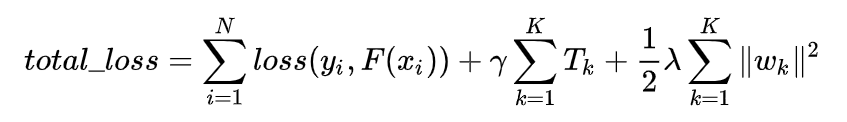 total_loss = \sum_{i=1}^{N} loss(y_i, F(x_i)) + \gamma \sum_{k=1}^{K} T_k + \frac{1}{2} \lambda \sum_{k=1}^{K} \|w_k\|^2